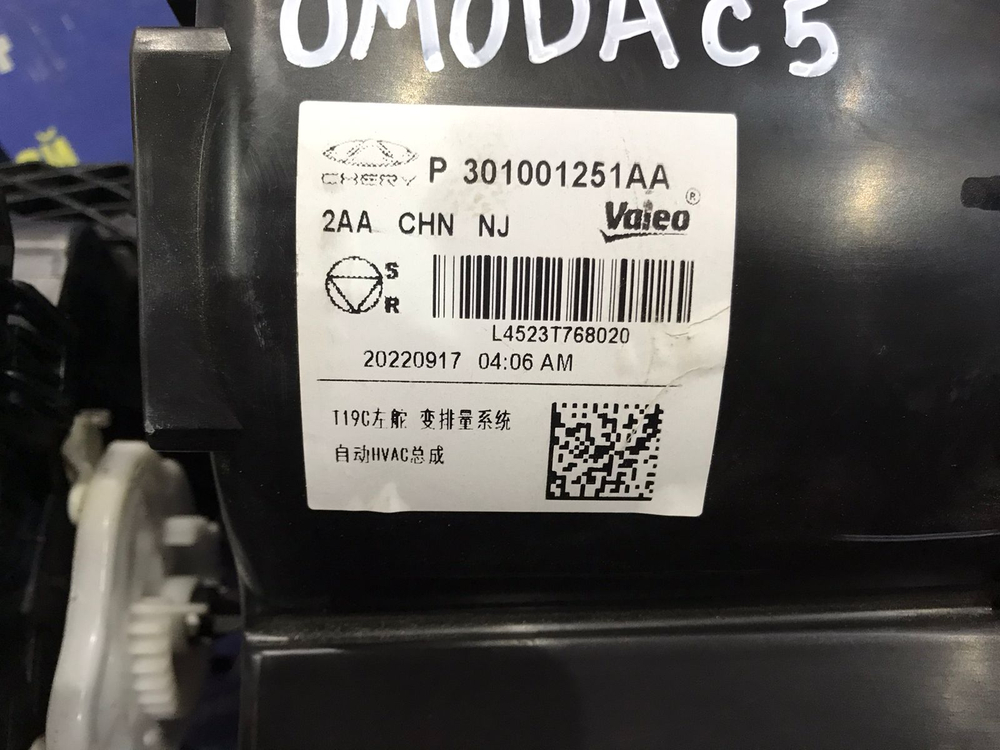 OMODA C5
CHERY P 301001251AA
2AA CHN NJ Valeo ®
S
R
L4523T768020
20220917 04:06 AM
T19C左舵 变排量系统
自动HVAC总成